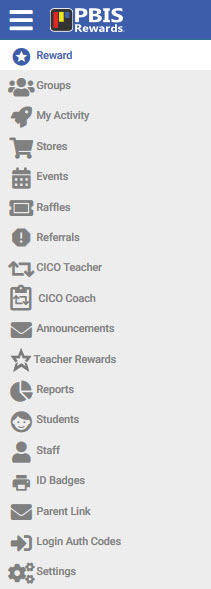 PBIS
Rewards
Reward
Groups
My Activity
Stores
Events
Raffles
Referrals
CICO Teacher
CICO Coach
Announcements
Teacher Rewards
Reports
Students
Staff
ID Badges
Parent Link
Login Auth Codes
Settings